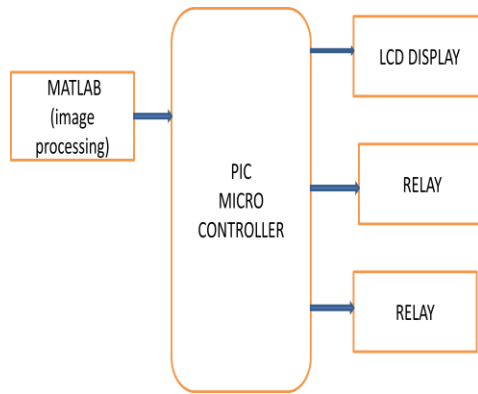 MATLAB
(image
processing)
PIC
MICRO
CONTROLLER
LCD DISPLAY
RELAY
RELAY